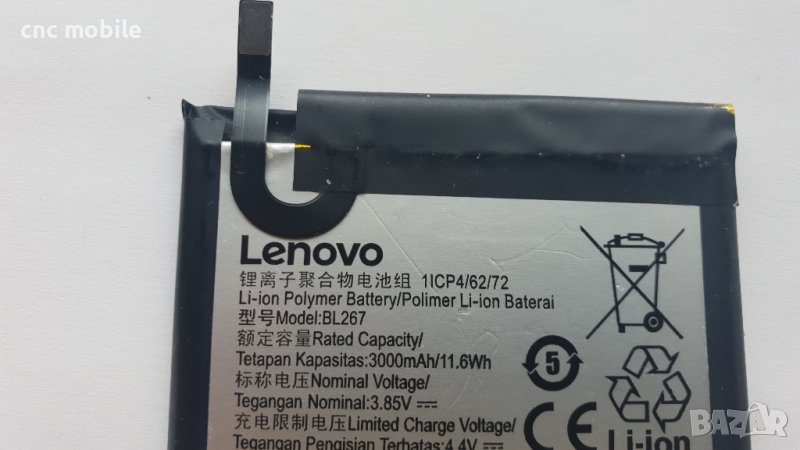 cnc mobile
Lenovo
锂离子聚合物电池组 1ICP4/62/72
Li-ion Polymer Battery/Polimer Li-ion Baterai
型号Model:BL267
额定容量Rated Capacity/
Tetapan Kapasitas:3000mAh/11.6Wh
标称电压Nominal Voltage/
Tegangan Nominal:3.85V
充电限制电压Limited Charge Voltage/
Tegangan Pengisian Terbatas:4.4V
5
CE
Li-ion
BAZAR